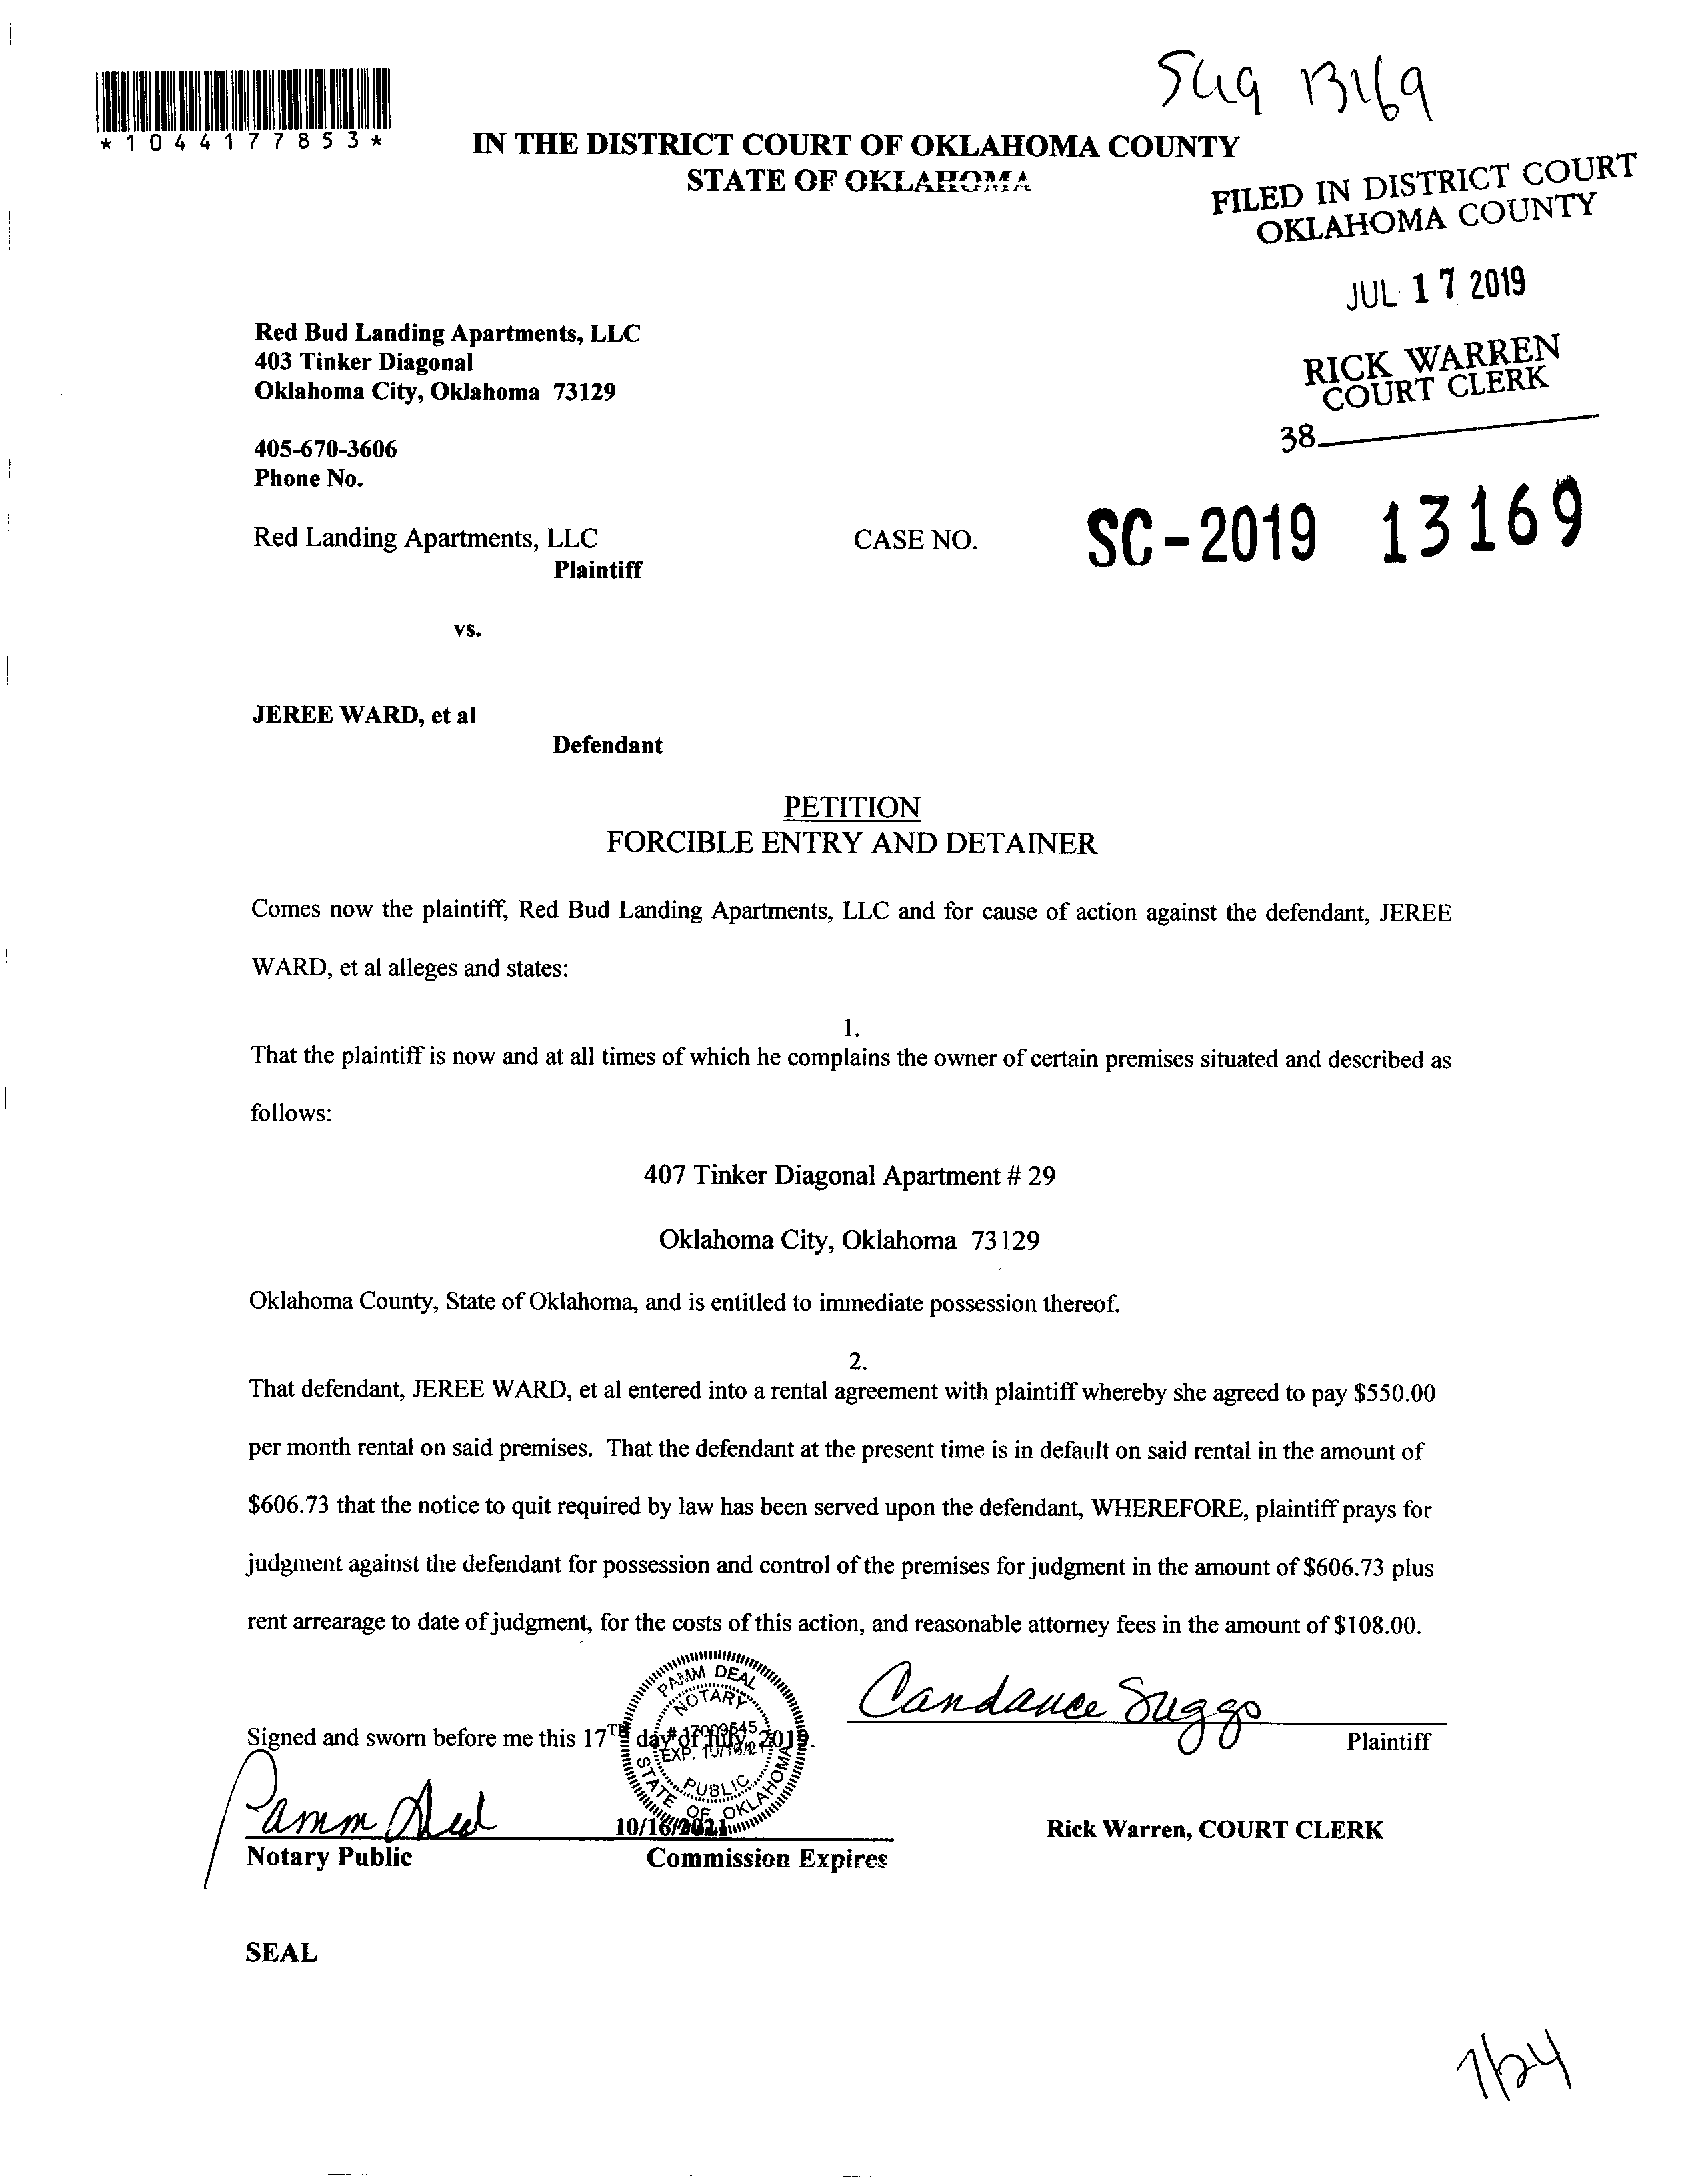 *1044177853*
13169
IN THE DISTRICT COURT OF OKLAHOMA COUNTY
STATE OF OKLAHOMA
FILED IN DISTRICT COURT
OKLAHOMA COUNTY
JUL 17 2019
RICK WARREN
COURT CLERK
38
Red Bud Landing Apartments, LLC
403 Tinker Diagonal
Oklahoma City, Oklahoma 73129
405-670-3606
Phone No.
Red Landing Apartments, LLC CASE NO. SC-2019 13169
Plaintiff
vs.
JEREE WARD, et al
Defendant
PETITION
FORCIBLE ENTRY AND DETAINER
Comes now the plaintiff, Red Bud Landing Apartments, LLC and for cause of action against the defendant, JEREE
WARD, et al alleges and states:
1.
That the plaintiff is now and at all times of which he complains the owner of certain premises situated and described as
follows:
407 Tinker Diagonal Apartment # 29
Oklahoma City, Oklahoma 73129
Oklahoma County, State of Oklahoma, and is entitled to immediate possession thereof.
2.
That defendant, JEREE WARD, et al entered into a rental agreement with plaintiff whereby she agreed to pay $550.00
per month rental on said premises. That the defendant at the present time is in default on said rental in the amount of
$606.73 that the notice to quit required by law has been served upon the defendant, WHEREFORE, plaintiff prays for
judgment against the defendant for possession and control of the premises for judgment in the amount of $606.73 plus
rent arrearage to date of judgment, for the costs of this action, and reasonable attorney fees in the amount of $108.00.
Candance Suggs
Plaintiff
Signed and sworn before me this 17TH day of July, 2019.
PAMM DEAL
NOTARY
# 17009645
EXP. 10/16/21
PUBLIC
STATE OF OKLAHOMA
Pamm Deal 10/16/2021
Notary Public Commission Expires
Rick Warren, COURT CLERK
SEAL
7/24